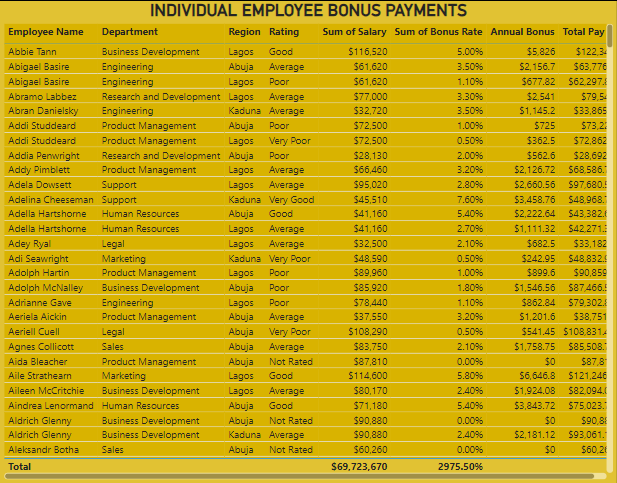 INDIVIDUAL EMPLOYEE BONUS PAYMENTS
Employee Name Department Region Rating Sum of Salary Sum of Bonus Rate Annual Bonus Total Pay
Abbie Tann Business Development Lagos Good $116,520 5.00% $5,826 $122,34
Abigael Basire Engineering Abuja Average $61,620 3.50% $2,156.7 $63,776
Abigael Basire Engineering Lagos Poor $61,620 1.10% $677.82 $62,297.8
Abramo Labbez Research and Development Lagos Average $77,000 3.30% $2,541 $79,54
Abran Danielsky Engineering Kaduna Average $32,720 3.50% $1,145.2 $33,865
Addi Studdeard Product Management Abuja Poor $72,500 1.00% $725 $73,22
Addi Studdeard Product Management Lagos Very Poor $72,500 0.50% $362.5 $72,862
Addia Penwright Research and Development Abuja Poor $28,130 2.00% $562.6 $28,692
Addy Pimblett Product Management Lagos Average $66,460 3.20% $2,126.72 $68,586.7
Adela Dowsett Support Lagos Average $95,020 2.80% $2,660.56 $97,680.5
Adelina Cheeseman Support Kaduna Very Good $45,510 7.60% $3,458.76 $48,968.7
Adella Hartshorne Human Resources Abuja Good $41,160 5.40% $2,222.64 $43,382.6
Adella Hartshorne Human Resources Lagos Average $41,160 2.70% $1,111.32 $42,271.3
Adey Ryal Legal Lagos Average $32,500 2.10% $682.5 $33,182
Adi Seawright Marketing Kaduna Very Poor $48,590 0.50% $242.95 $48,832.9
Adolph Hartin Product Management Lagos Poor $89,960 1.00% $899.6 $90,859
Adolph McNalley Business Development Abuja Poor $85,920 1.80% $1,546.56 $87,466.5
Adrianne Gave Engineering Lagos Poor $78,440 1.10% $862.84 $79,302.8
Aeriela Aickin Product Management Abuja Average $37,550 3.20% $1,201.6 $38,751
Aeriell Cuell Legal Abuja Very Poor $108,290 0.50% $541.45 $108,831.4
Agnes Collicott Sales Abuja Average $83,750 2.10% $1,758.75 $85,508.7
Aida Bleacher Product Management Abuja Not Rated $87,810 0.00% $0 $87,8
Aile Strathearn Marketing Lagos Good $114,600 5.80% $6,646.8 $121,246
Aileen McCritchie Business Development Lagos Average $80,170 2.40% $1,924.08 $82,094.0
Aindrea Lenormand Human Resources Abuja Good $71,180 5.40% $3,843.72 $75,023.7
Aldrich Glenny Business Development Abuja Not Rated $90,880 0.00% $0 $90,88
Aldrich Glenny Business Development Kaduna Average $90,880 2.40% $2,181.12 $93,061.1
Aleksandr Botha Sales Abuja Not Rated $60,260 0.00% $0 $60,26
Total $69,723,670 2975.50%